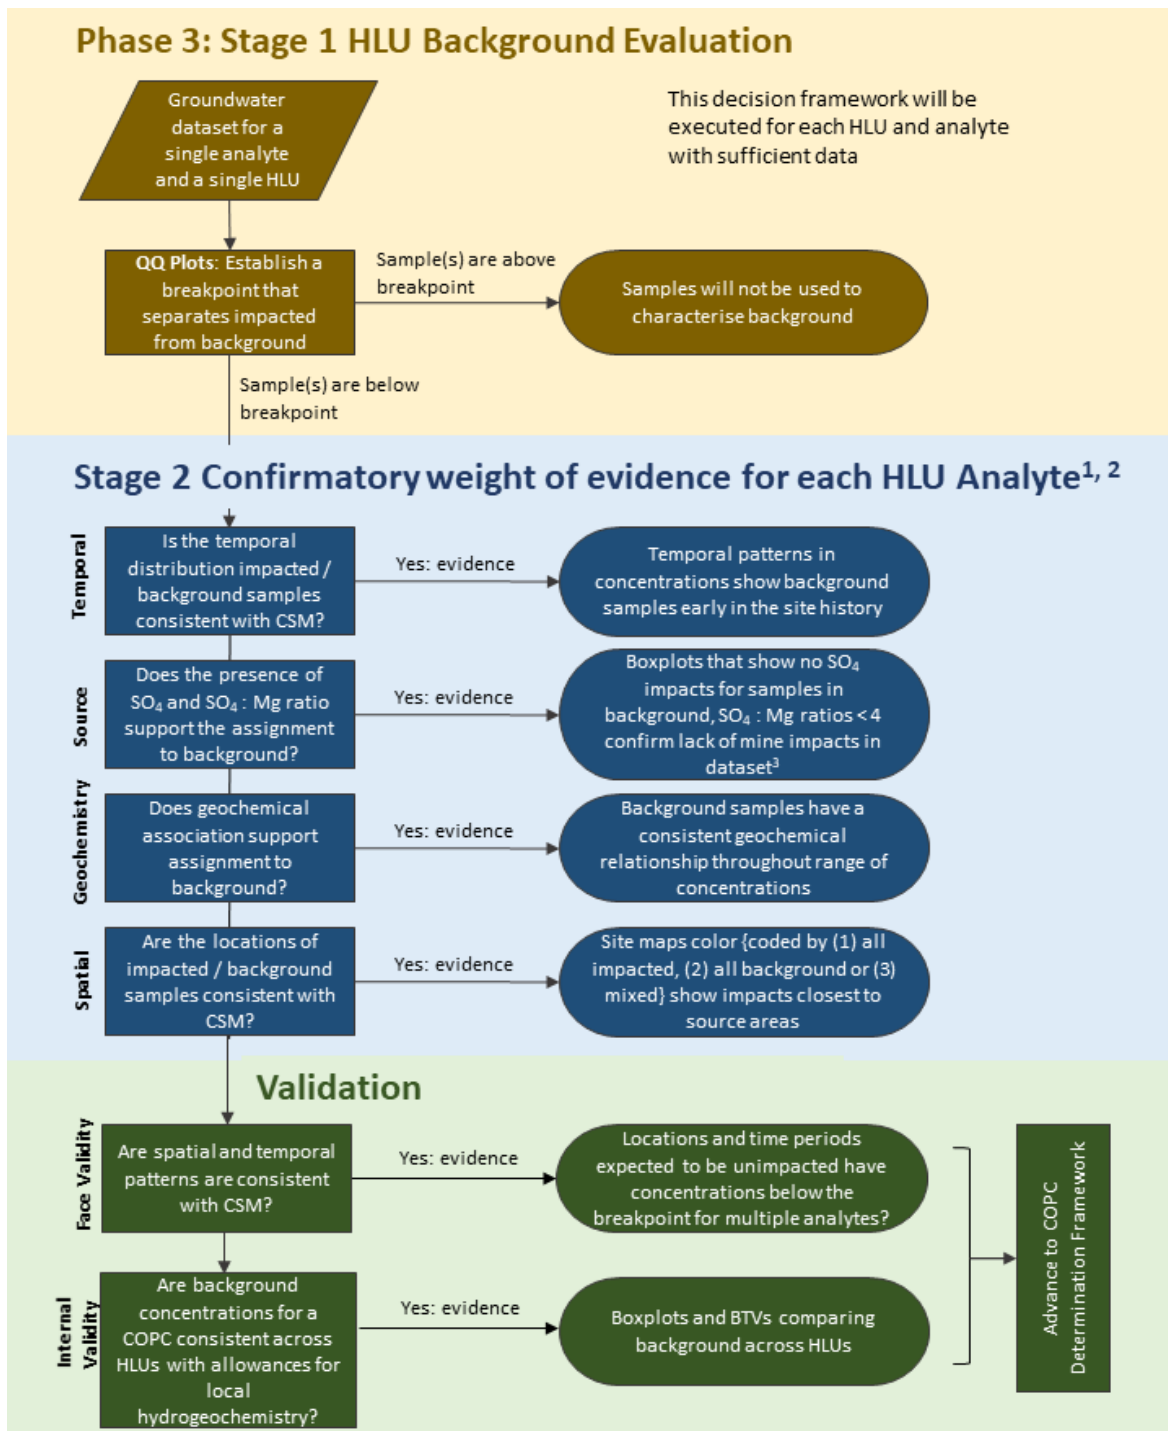 Phase 3: Stage 1 HLU Background Evaluation
Groundwater
dataset for a
single analyte
and a single HLU
This decision framework will be
executed for each HLU and analyte
with sufficient data
QQ Plots: Establish a
breakpoint that
separates impacted
from background
Sample(s) are above
breakpoint
Samples will not be used to
characterise background
Sample(s) are below
breakpoint
Stage 2 Confirmatory weight of evidence for each HLU Analyte¹, ²
Temporal
Is the temporal
distribution impacted /
background samples
consistent with CSM?
Yes: evidence
Temporal patterns in
concentrations show background
samples early in the site history
Source
Does the presence of
SO₄ and SO₄ : Mg ratio
support the assignment
to background?
Yes: evidence
Boxplots that show no SO₄
impacts for samples in
background, SO₄ : Mg ratios < 4
confirm lack of mine impacts in
dataset³
Geochemistry
Does geochemical
association support
assignment to
background?
Yes: evidence
Background samples have a
consistent geochemical
relationship throughout range of
concentrations
Spatial
Are the locations of
impacted / background
samples consistent with
CSM?
Yes: evidence
Site maps color {coded by (1) all
impacted, (2) all background or (3)
mixed} show impacts closest to
source areas
Validation
Face Validity
Are spatial and temporal
patterns are consistent
with CSM?
Yes: evidence
Locations and time periods
expected to be unimpacted have
concentrations below the
breakpoint for multiple analytes?
Internal
Validity
Are background
concentrations for a
COPC consistent across
HLUs with allowances for
local
hydrogeochemistry?
Yes: evidence
Boxplots and BTVs comparing
background across HLUs
Advance to COPC
Determination Framework